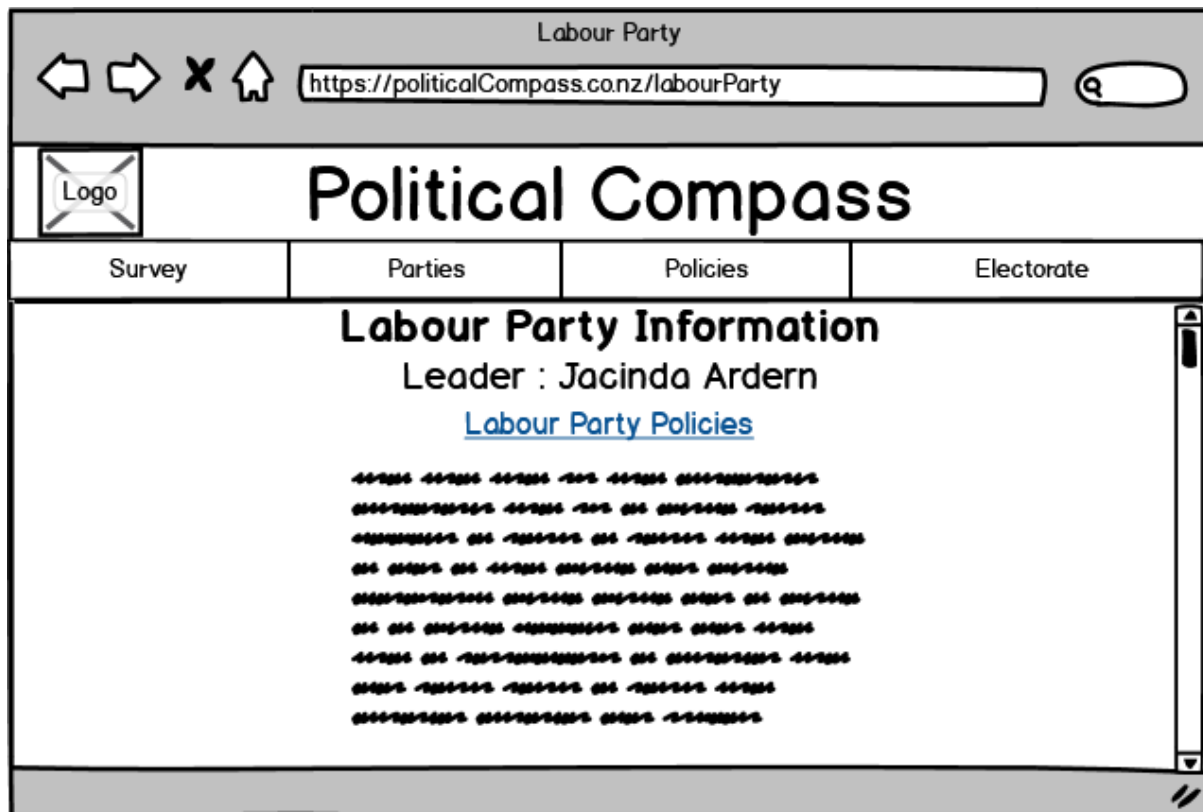 Labour Party
https://politicalCompass.co.nz/labourParty
Logo
Political Compass
Survey Parties Policies Electorate
Labour Party Information
Leader : Jacinda Ardern
Labour Party Policies